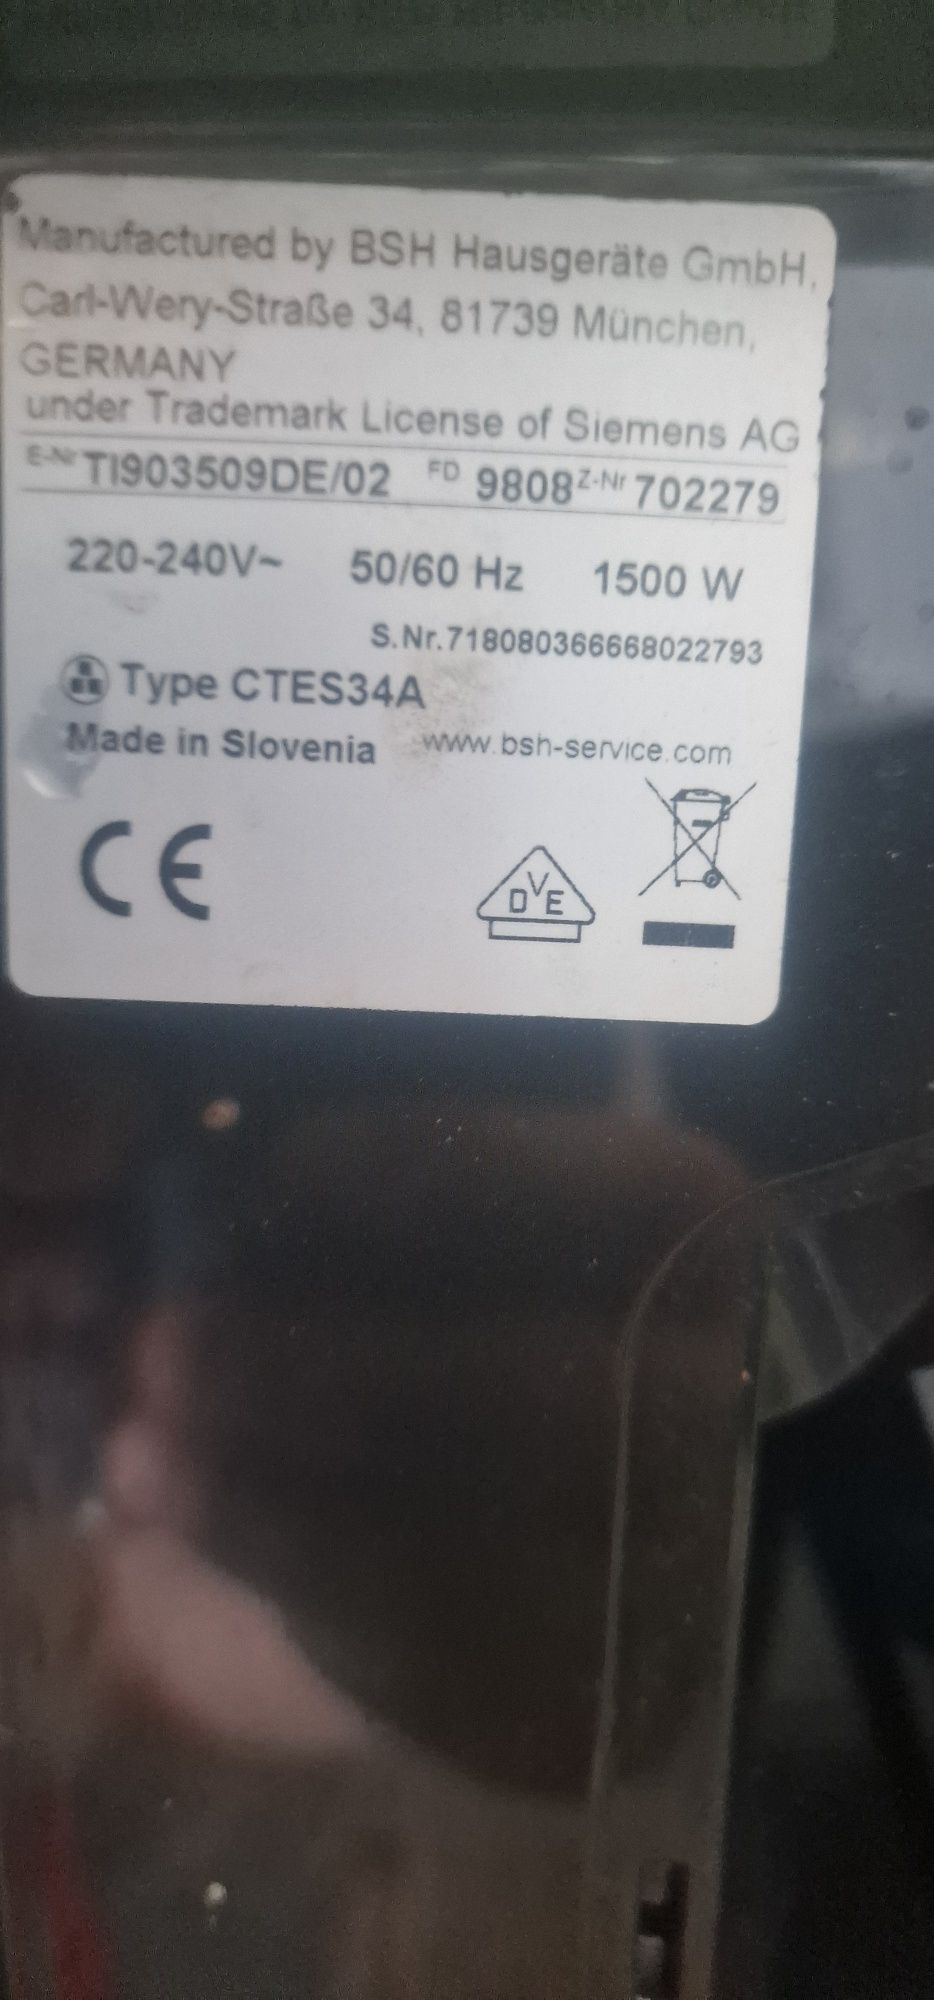 Manufactured by BSH Hausgeräte GmbH,
Carl-Wery-Straße 34, 81739 München,
GERMANY
under Trademark License of Siemens AG
E-Nr TI903509DE/02 FD 9808 Z-Nr 702279
220-240V~ 50/60 Hz 1500 W
S.Nr.718080366668022793
Type CTES34A
Made in Slovenia www.bsh-service.com
CE
DVE